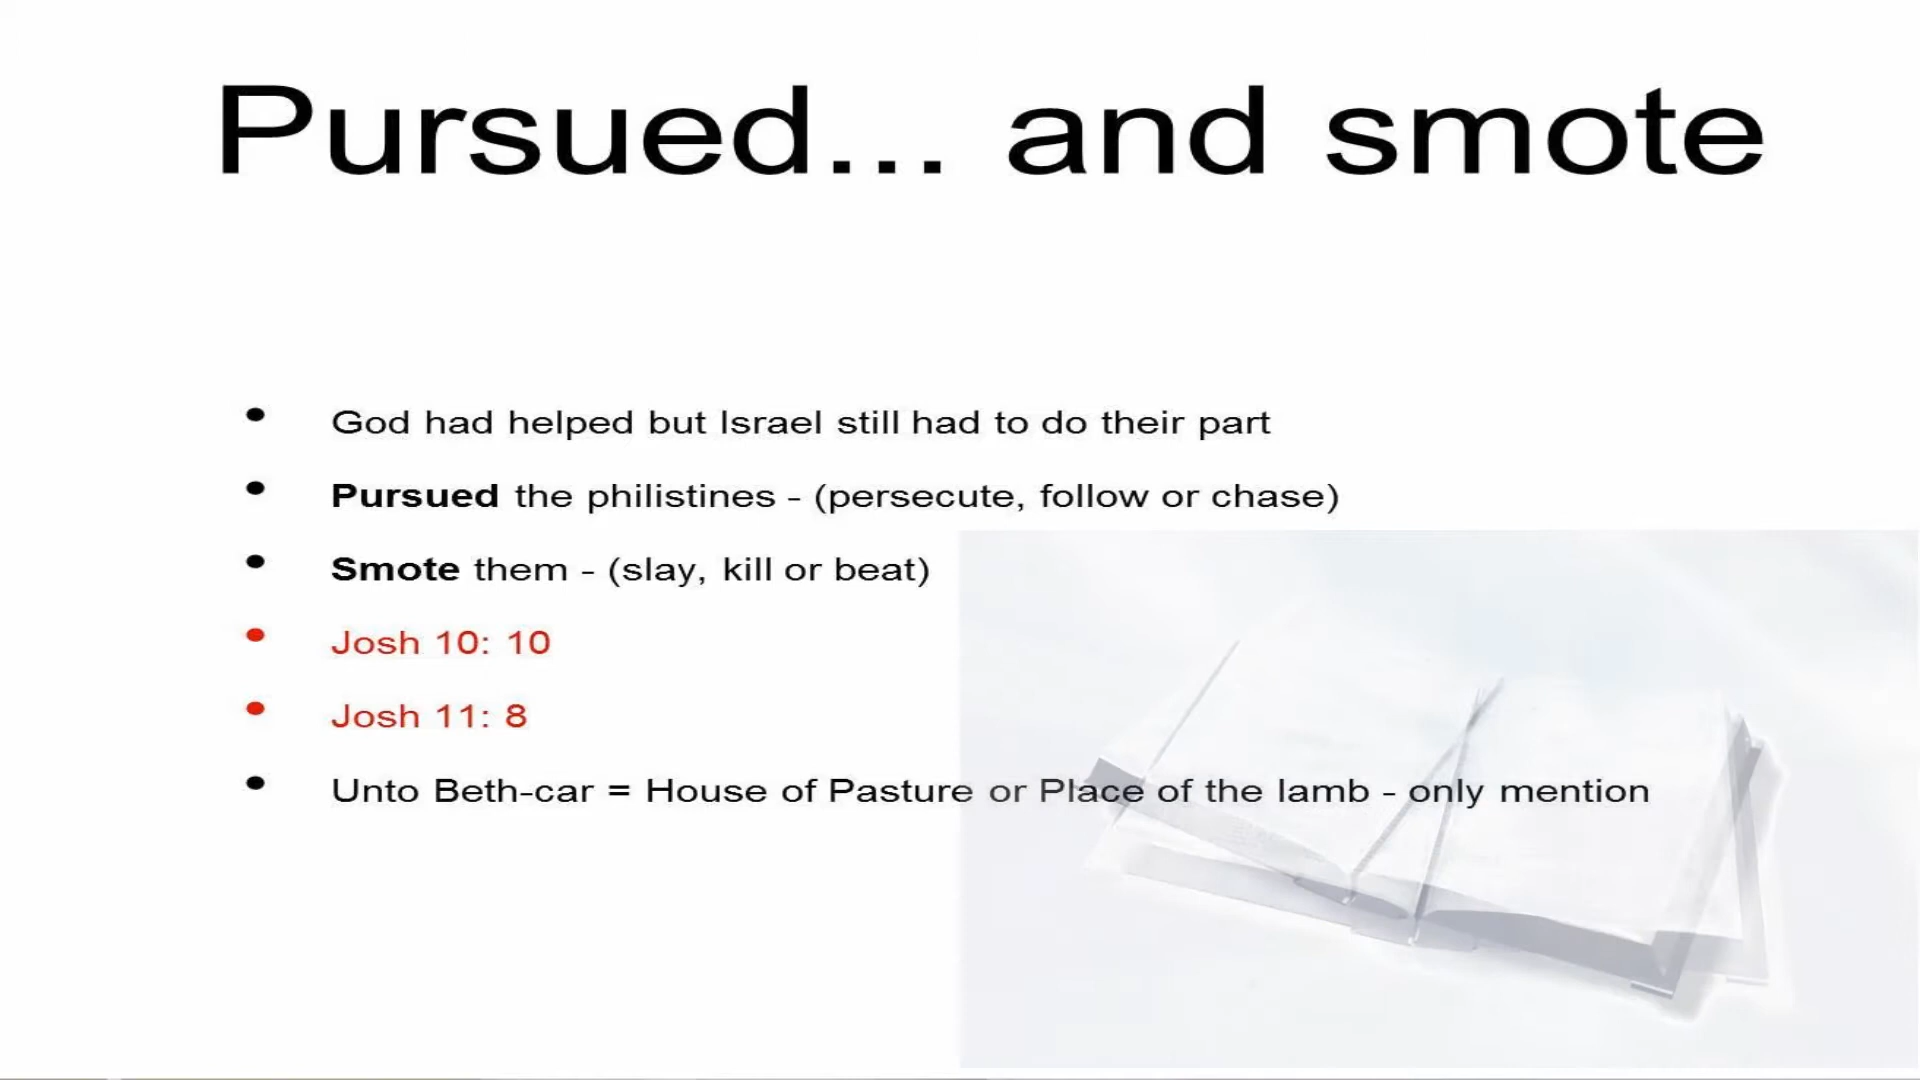 Pursued... and smote
• God had helped but Israel still had to do their part
• Pursued the philistines - (persecute, follow or chase)
• Smote them - (slay, kill or beat)
• Josh 10: 10
• Josh 11: 8
• Unto Beth-car = House of Pasture or Place of the lamb - only mention